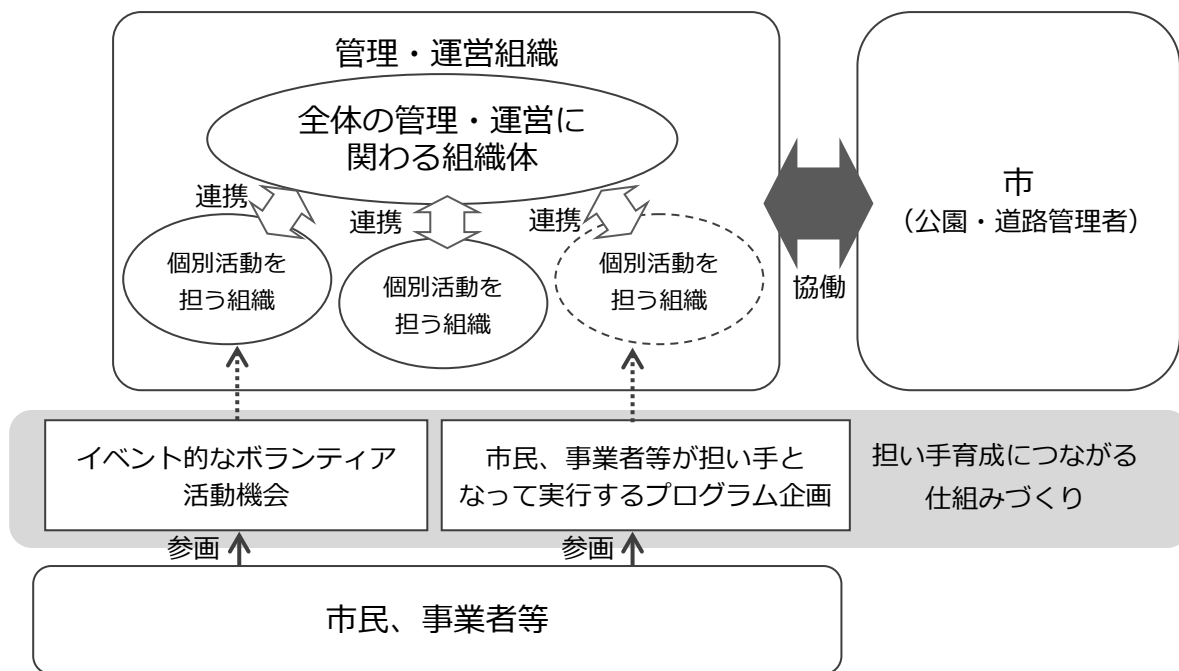 管理・運営組織
全体の管理・運営に
関わる組織体
連携
連携
連携
個別活動を
担う組織
個別活動を
担う組織
個別活動を
担う組織
市
（公園・道路管理者）
協働
イベント的なボランティア
活動機会
市民、事業者等が担い手と
なって実行するプログラム企画
担い手育成につながる
仕組みづくり
参画
参画
市民、事業者等